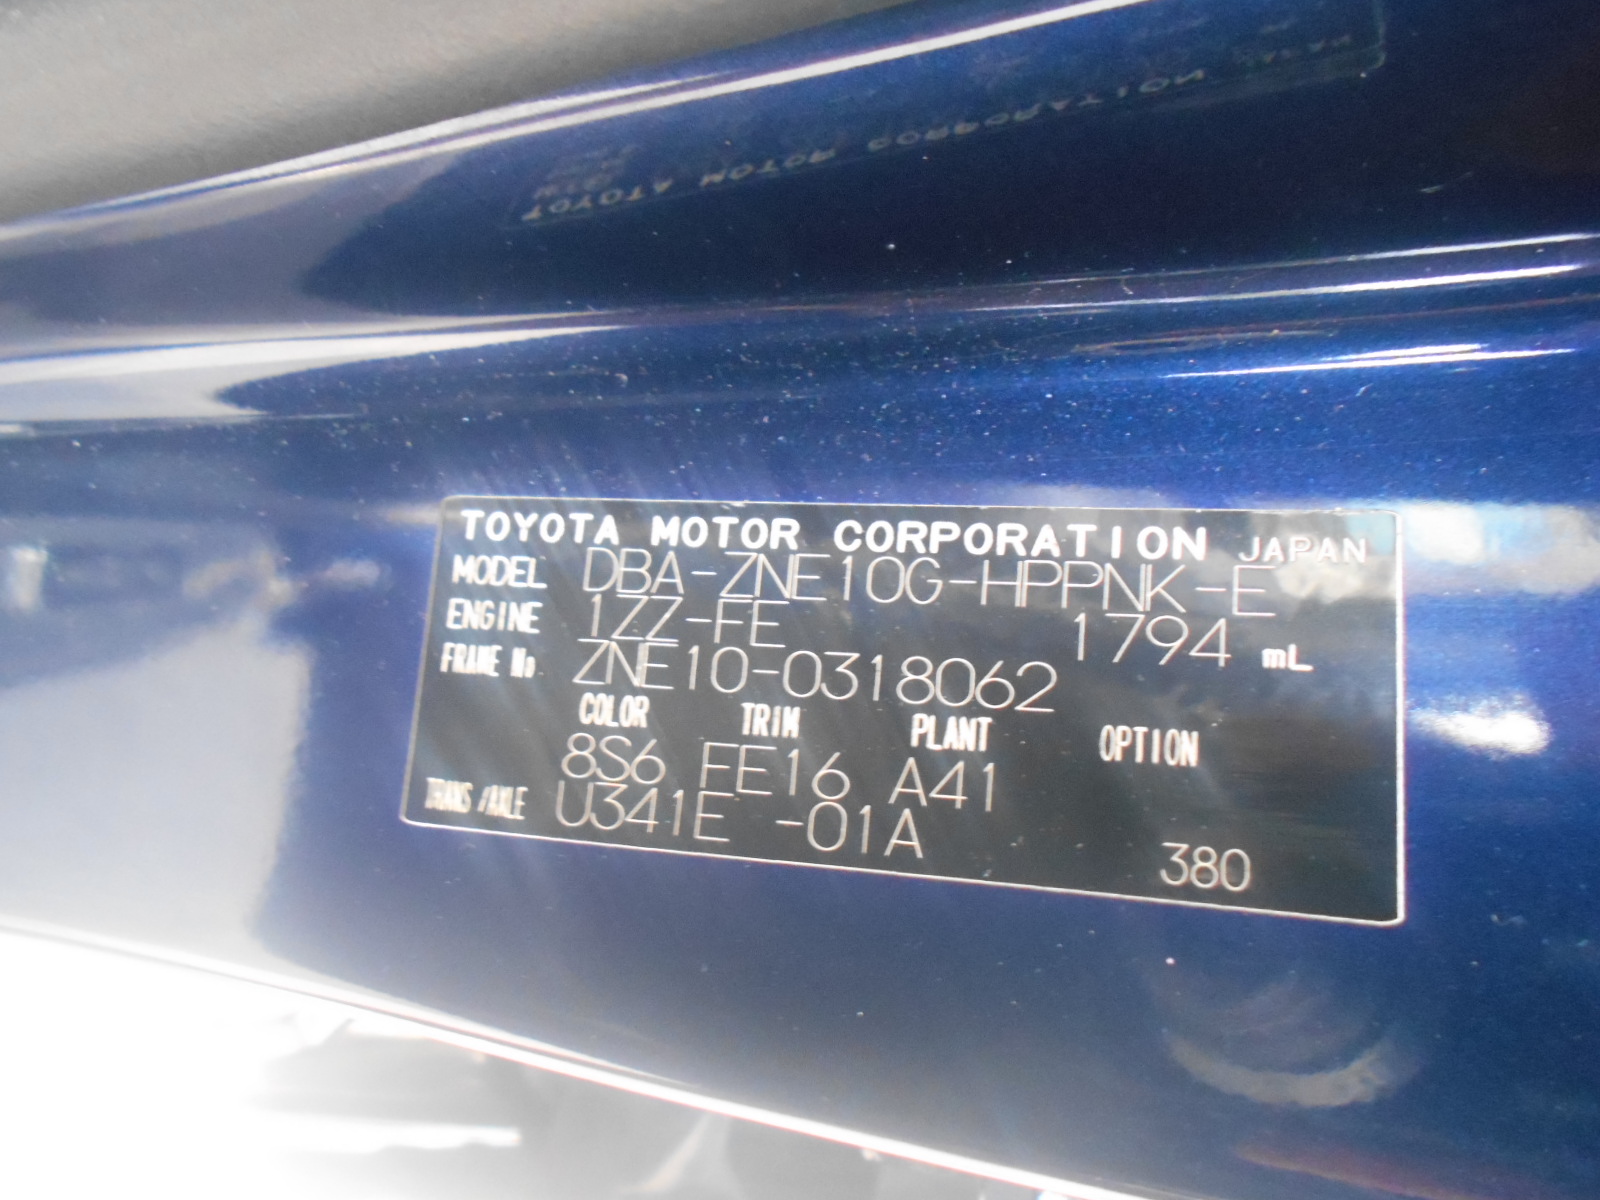 TOYOTA MOTOR CORPORATION JAPAN
MODEL DBA-ZNE10G-HPPNK-E
ENGINE 1ZZ-FE 1794 mL
FRAME No. ZNE10-0318062
COLOR TRIM PLANT OPTION
8S6 FE16 A41
TRANS/AXLE U341E -01A 380